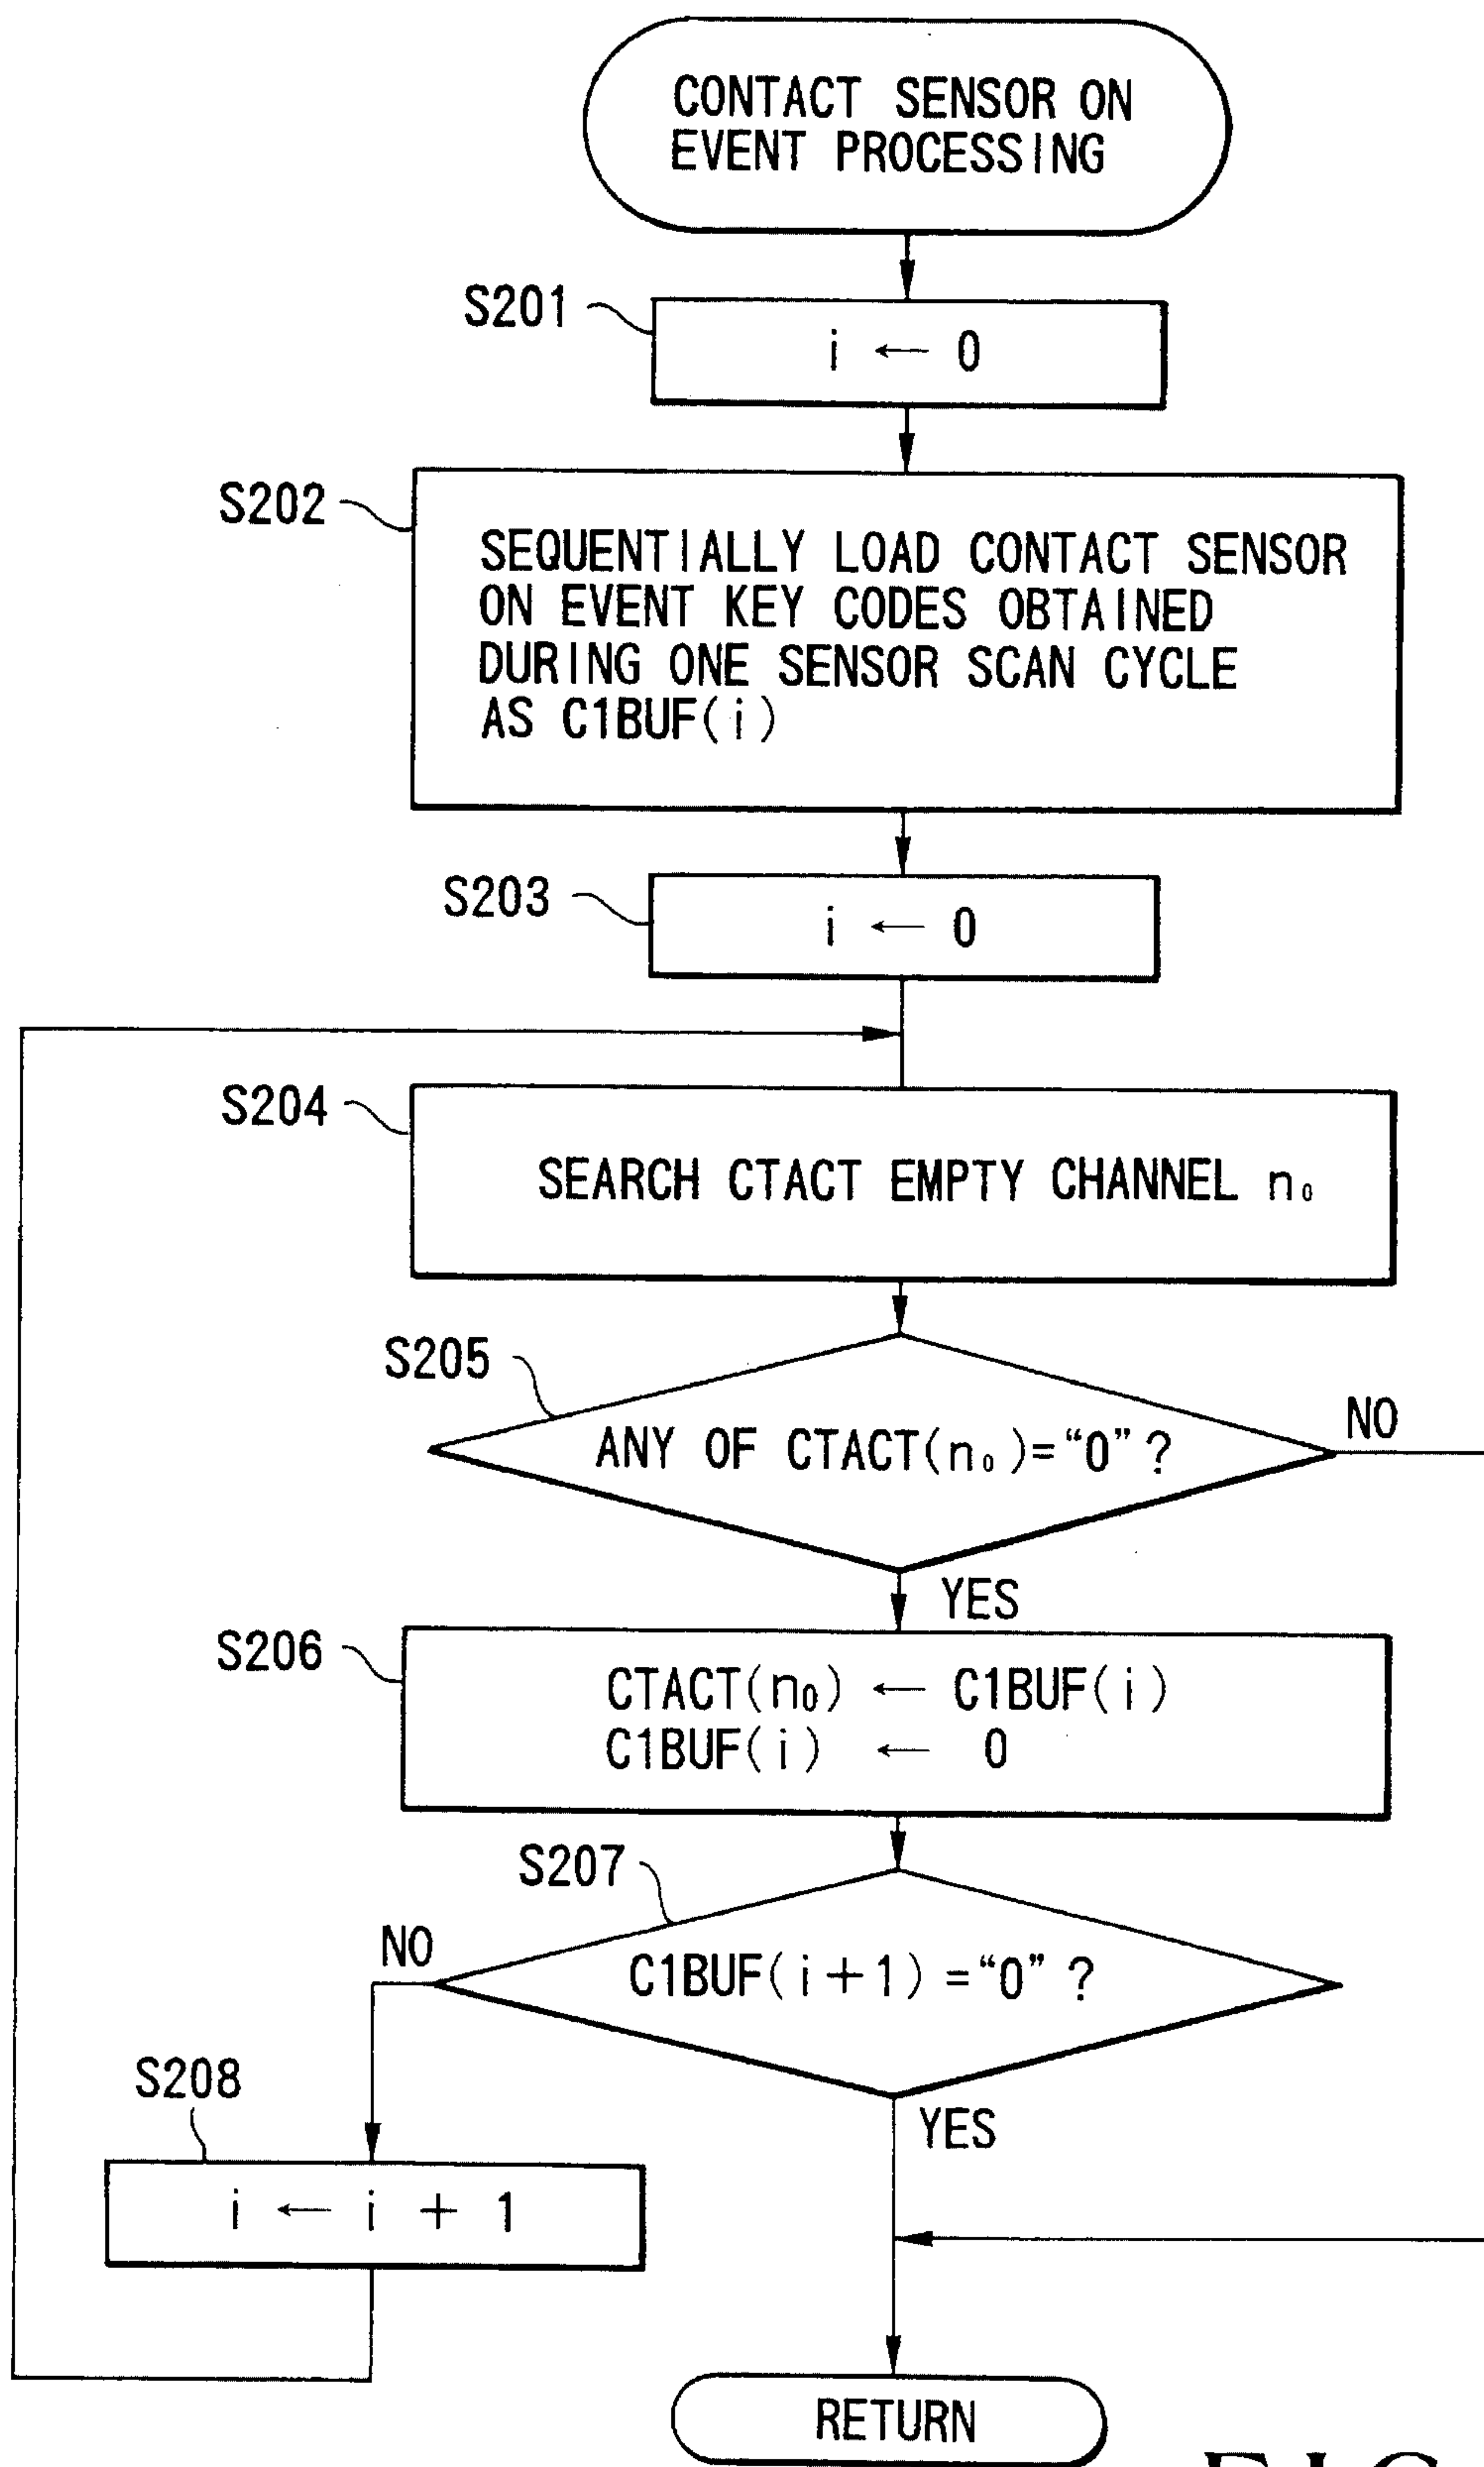 CONTACT SENSOR ON
EVENT PROCESSING
S201
i ← 0
S202
SEQUENTIALLY LOAD CONTACT SENSOR
ON EVENT KEY CODES OBTAINED
DURING ONE SENSOR SCAN CYCLE
AS C1BUF(i)
S203
i ← 0
S204
SEARCH CTACT EMPTY CHANNEL n₀
S205
ANY OF CTACT(n₀)=“0”?
NO
YES
S206
CTACT(n₀) ← C1BUF(i)
C1BUF(i) ← 0
S207
NO
C1BUF(i+1)=“0”?
YES
S208
i ← i + 1
RETURN